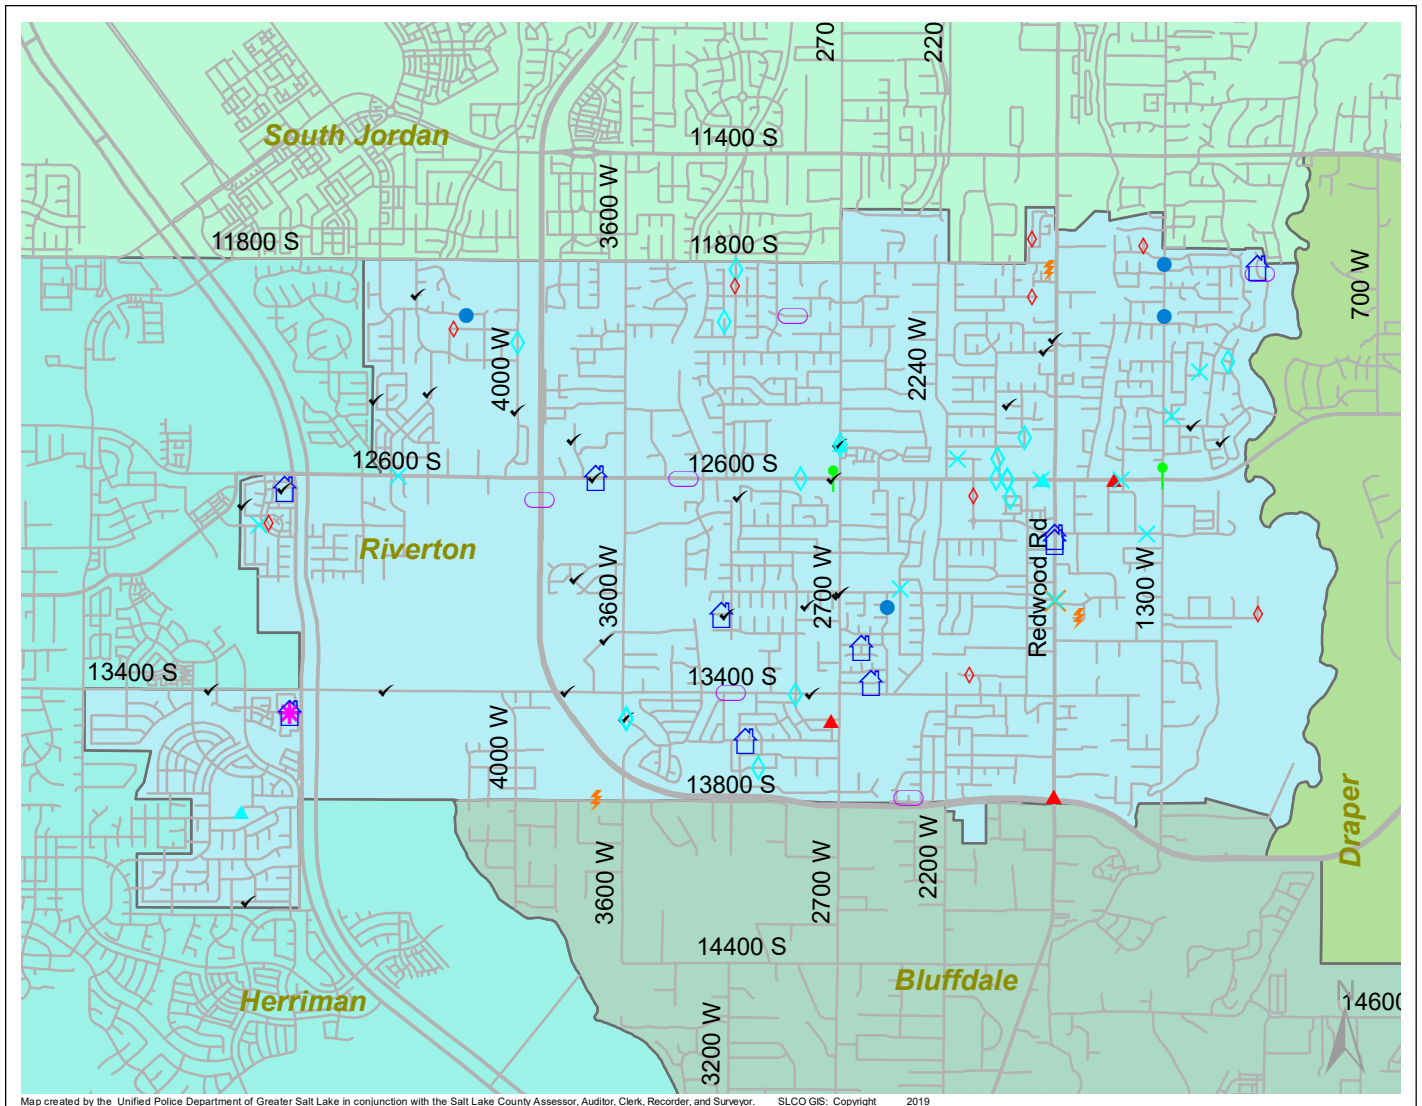 270
220
South Jordan
11400 S
3600 W
11800 S
11800 S
700 W
4000 W
2240 W
12600 S
12600 S
Riverton
3600 W
2700 W
Redwood Rd
1300 W
13400 S
13400 S
4000 W
13800 S
Draper
3600 W
2700 W
2200 W
14400 S
Bluffdale
Herriman
14600
3200 W
Map created by the Unified Police Department of Greater Salt Lake in conjunction with the Salt Lake County Assessor, Auditor, Clerk, Recorder, and Surveyor. SLCO GIS: Copyright 2019